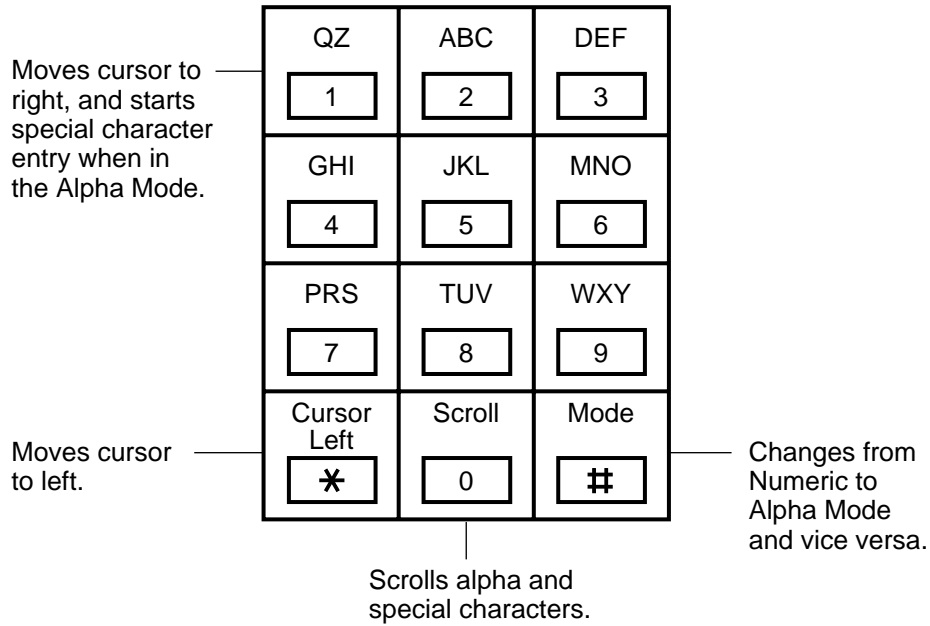 QZ
ABC
DEF
1
2
3
Moves cursor to
right, and starts
special character
entry when in
the Alpha Mode.
GHI
JKL
MNO
4
5
6
PRS
TUV
WXY
7
8
9
Cursor
Left
Scroll
Mode
*
0
#
Moves cursor
to left.
Changes from
Numeric to
Alpha Mode
and vice versa.
Scrolls alpha and
special characters.